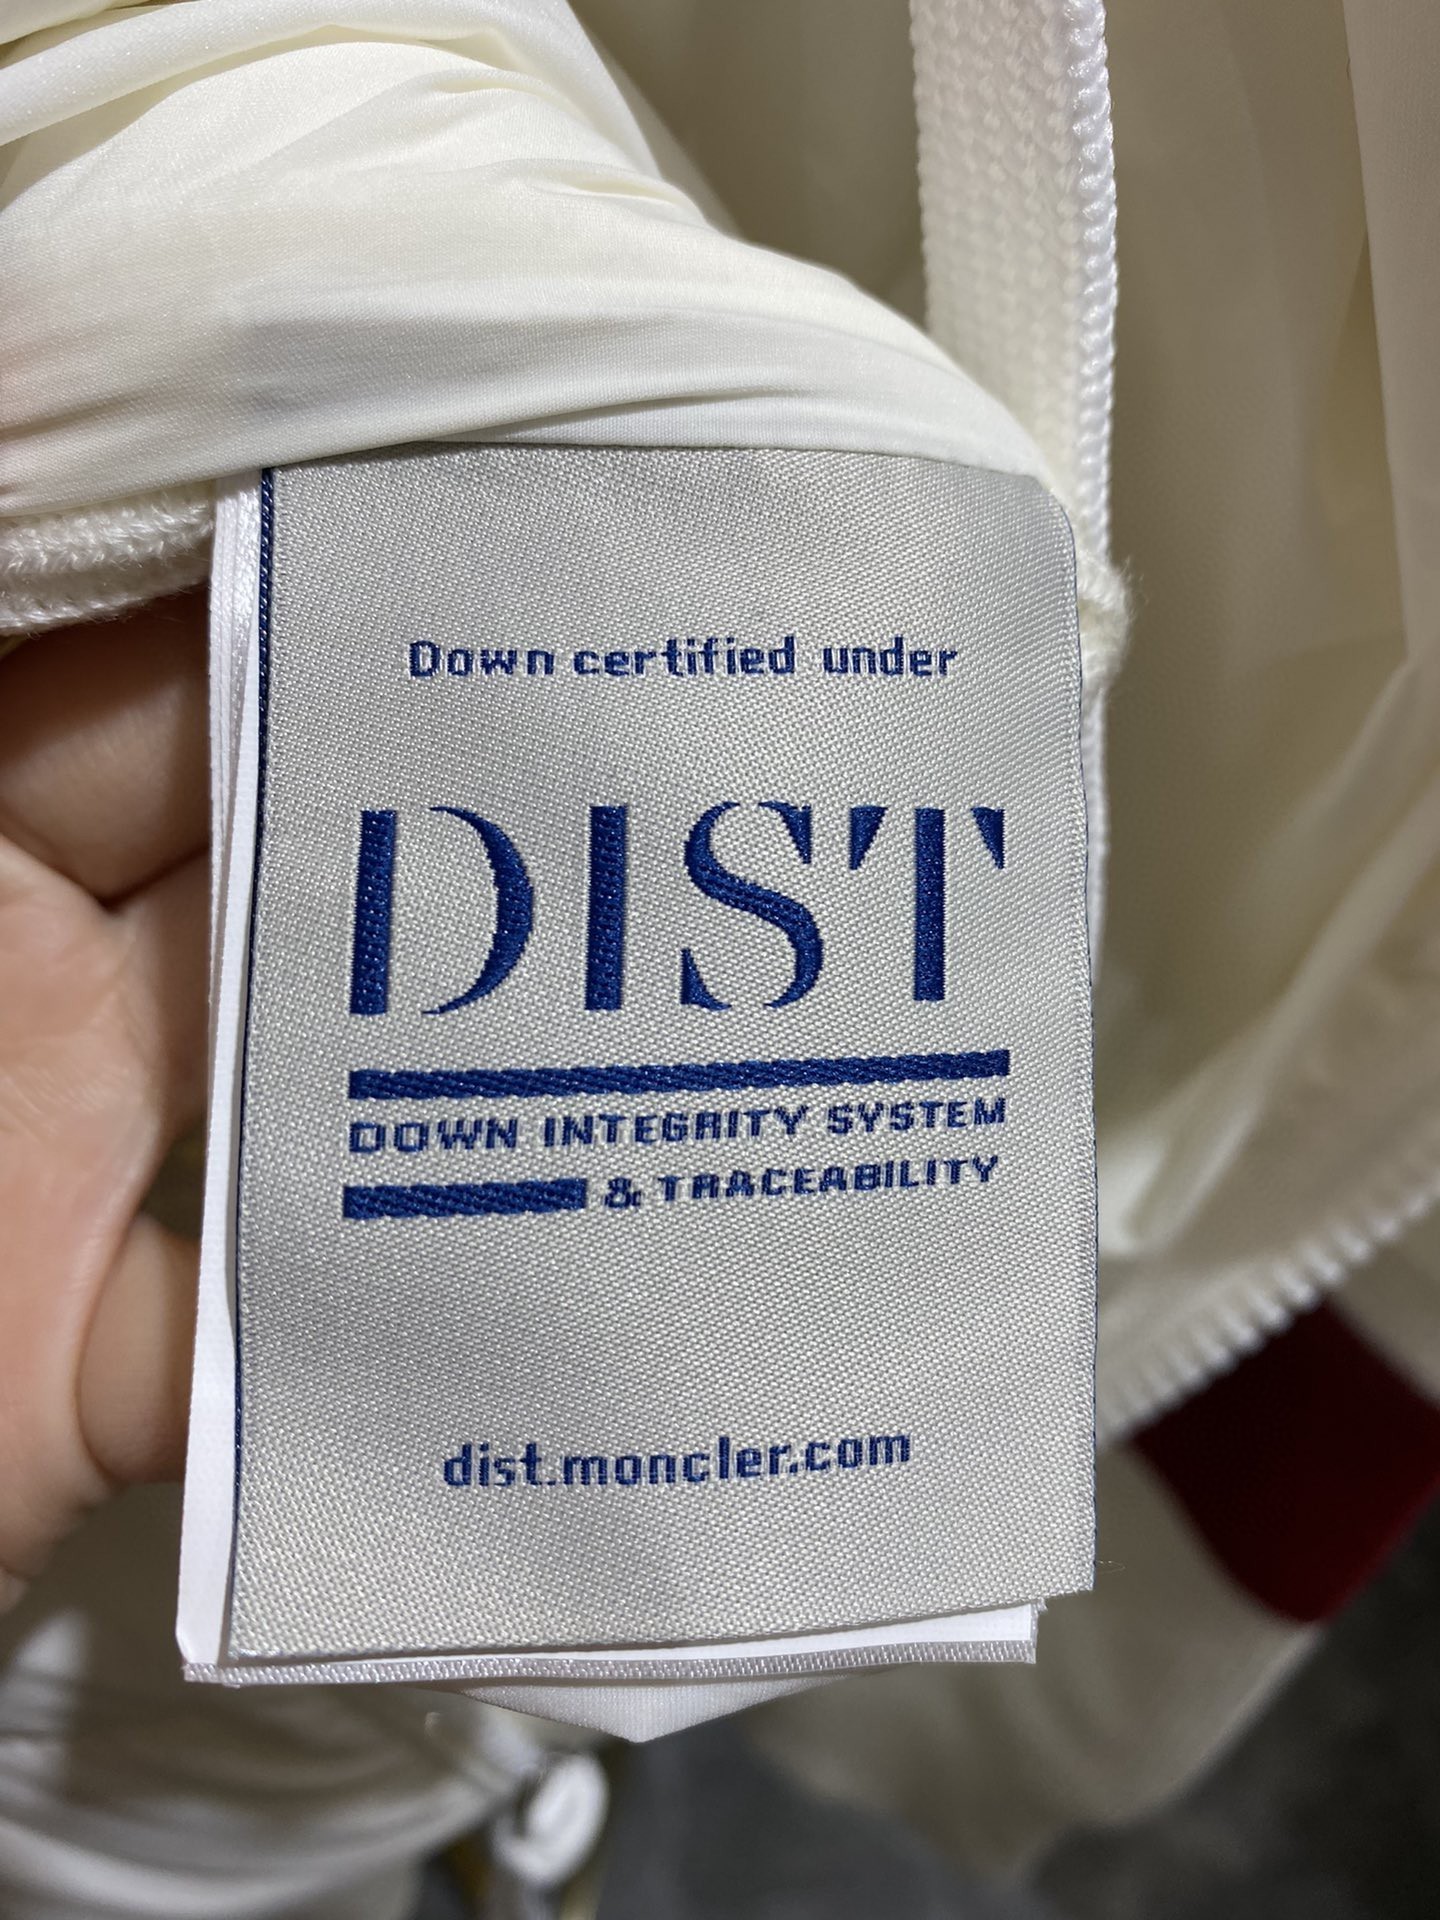 Down certified under
DIST
DOWN INTEGRITY SYSTEM
& TRACEABILITY
dist.moncler.com